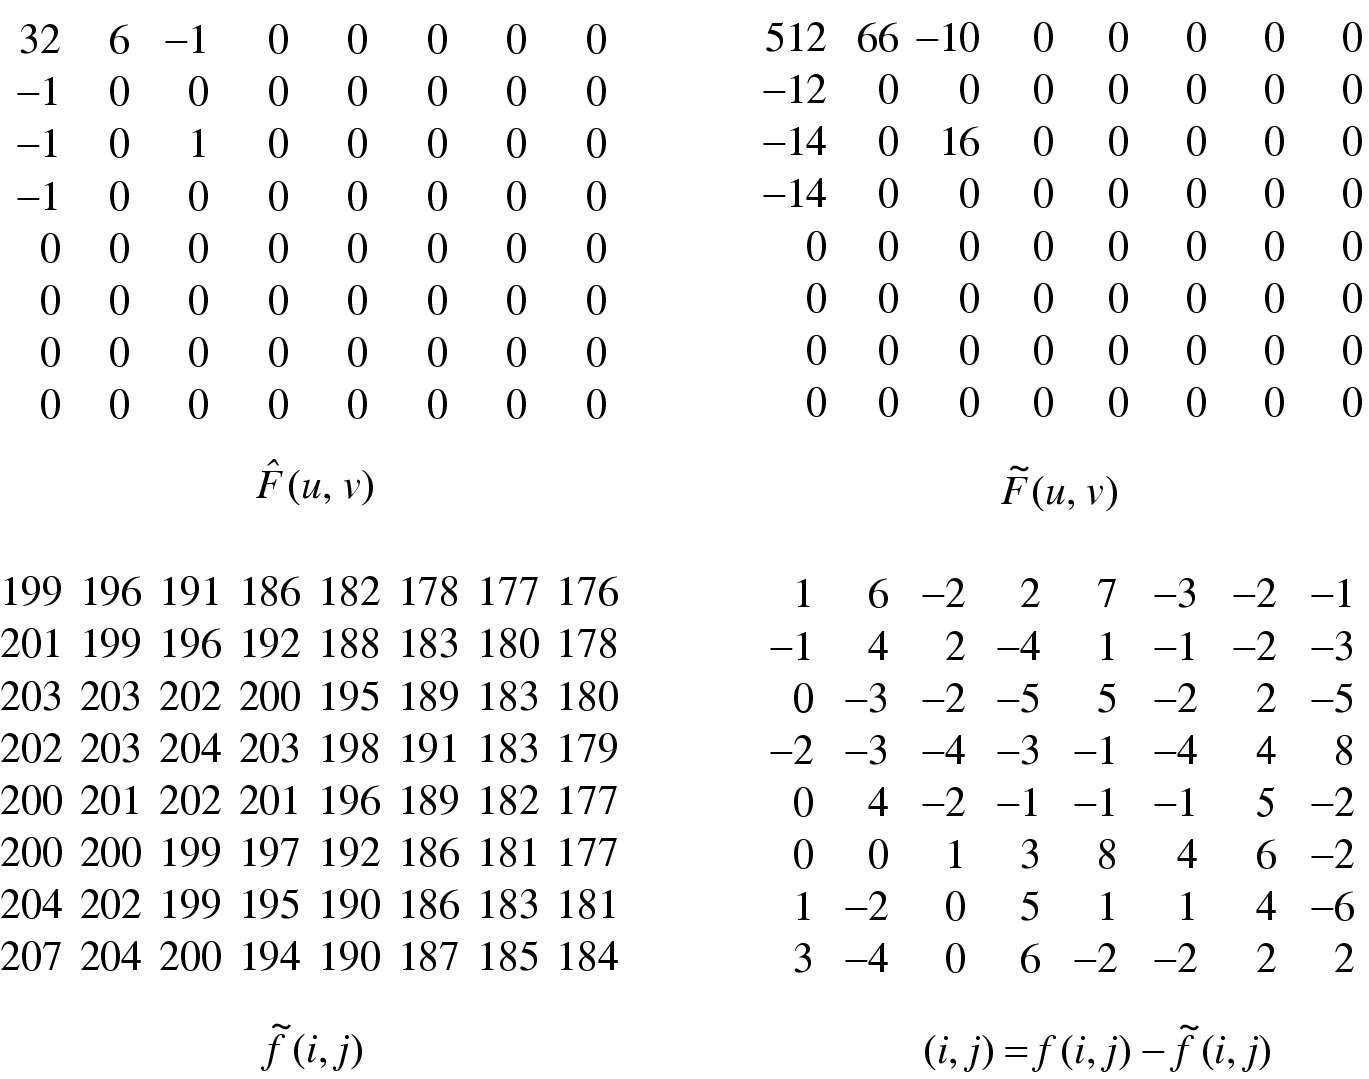 32 6 −1 0 0 0 0 0
−1 0 0 0 0 0 0 0
−1 0 1 0 0 0 0 0
−1 0 0 0 0 0 0 0
0 0 0 0 0 0 0 0
0 0 0 0 0 0 0 0
0 0 0 0 0 0 0 0
0 0 0 0 0 0 0 0
F̂(u, v)
512 66 −10 0 0 0 0 0
−12 0 0 0 0 0 0 0
−14 0 16 0 0 0 0 0
−14 0 0 0 0 0 0 0
0 0 0 0 0 0 0 0
0 0 0 0 0 0 0 0
0 0 0 0 0 0 0 0
0 0 0 0 0 0 0 0
F̃(u, v)
199 196 191 186 182 178 177 176
201 199 196 192 188 183 180 178
203 203 202 200 195 189 183 180
202 203 204 203 198 191 183 179
200 201 202 201 196 189 182 177
200 200 199 197 192 186 181 177
204 202 199 195 190 186 183 181
207 204 200 194 190 187 185 184
f̃(i, j)
1 6 −2 2 7 −3 −2 −1
−1 4 2 −4 1 −1 −2 −3
0 −3 −2 −5 5 −2 2 −5
−2 −3 −4 −3 −1 −4 4 8
0 4 −2 −1 −1 −1 5 −2
0 0 1 3 8 4 6 −2
1 −2 0 5 1 1 4 −6
3 −4 0 6 −2 −2 2 2
(i, j) = f(i, j) − f̃(i, j)